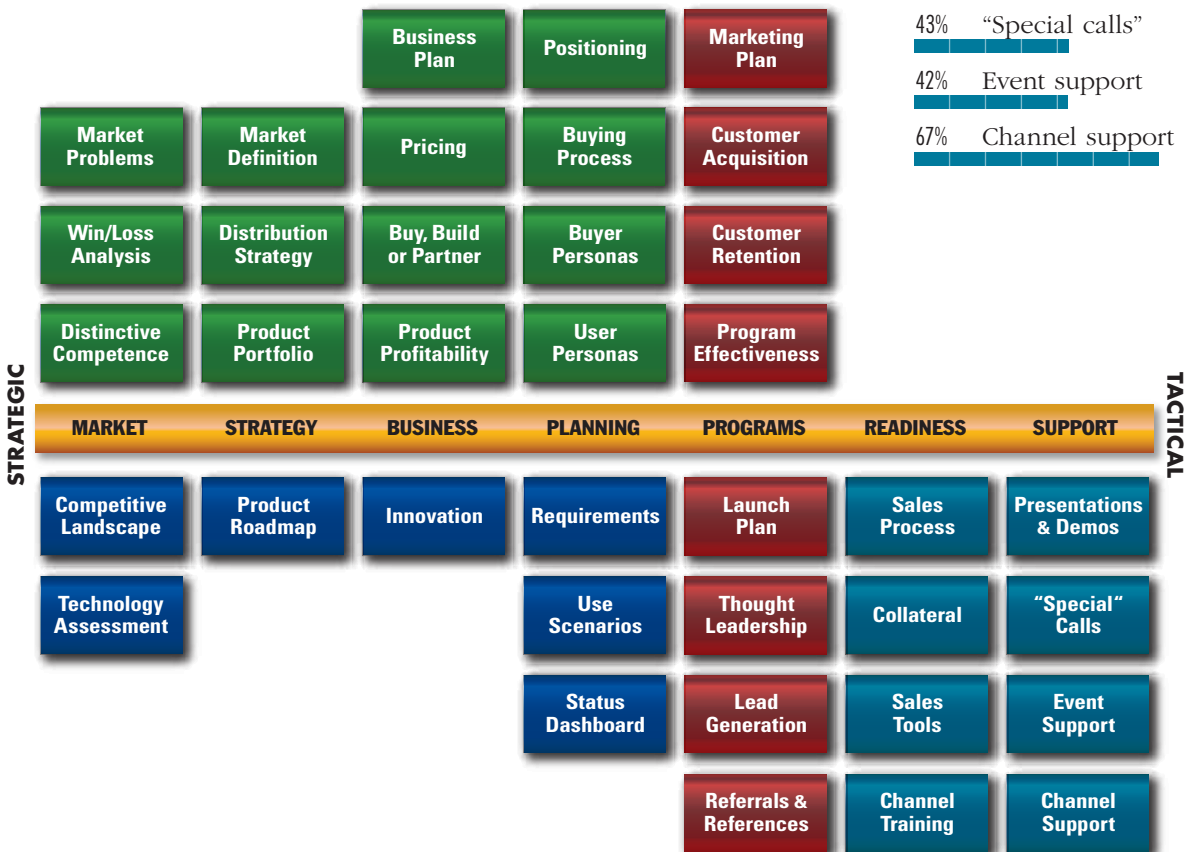 Business
Plan
Positioning
Marketing
Plan
43% “Special calls”
42% Event support
67% Channel support
Market
Problems
Market
Definition
Pricing
Buying
Process
Customer
Acquisition
Win/Loss
Analysis
Distribution
Strategy
Buy, Build
or Partner
Buyer
Personas
Customer
Retention
Distinctive
Competence
Product
Portfolio
Product
Profitability
User
Personas
Program
Effectiveness
STRATEGIC
MARKET STRATEGY BUSINESS PLANNING PROGRAMS READINESS SUPPORT
TACTICAL
Competitive
Landscape
Product
Roadmap
Innovation
Requirements
Launch
Plan
Sales
Process
Presentations
& Demos
Technology
Assessment
Use
Scenarios
Thought
Leadership
Collateral
“Special“
Calls
Status
Dashboard
Lead
Generation
Sales
Tools
Event
Support
Referrals &
References
Channel
Training
Channel
Support